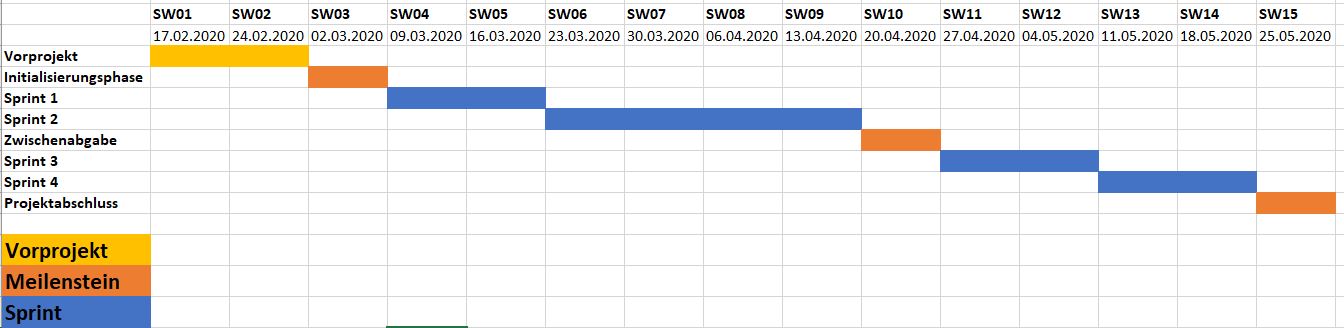 SW01 SW02 SW03 SW04 SW05 SW06 SW07 SW08 SW09 SW10 SW11 SW12 SW13 SW14 SW15
17.02.2020 24.02.2020 02.03.2020 09.03.2020 16.03.2020 23.03.2020 30.03.2020 06.04.2020 13.04.2020 20.04.2020 27.04.2020 04.05.2020 11.05.2020 18.05.2020 25.05.2020
Vorprojekt
Initialisierungsphase
Sprint 1
Sprint 2
Zwischenabgabe
Sprint 3
Sprint 4
Projektabschluss
Vorprojekt
Meilenstein
Sprint